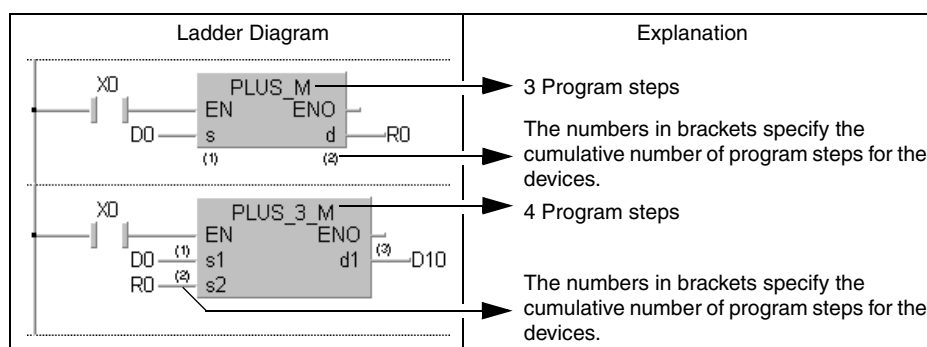 Ladder Diagram
Explanation
X0
PLUS_M
EN ENO
D0 s d R0
(1) (2)
3 Program steps
The numbers in brackets specify the
cumulative number of program steps for the
devices.
X0
PLUS_3_M
EN ENO
D0 (1) s1 d1 (3) D10
R0 (2) s2
4 Program steps
The numbers in brackets specify the
cumulative number of program steps for the
devices.